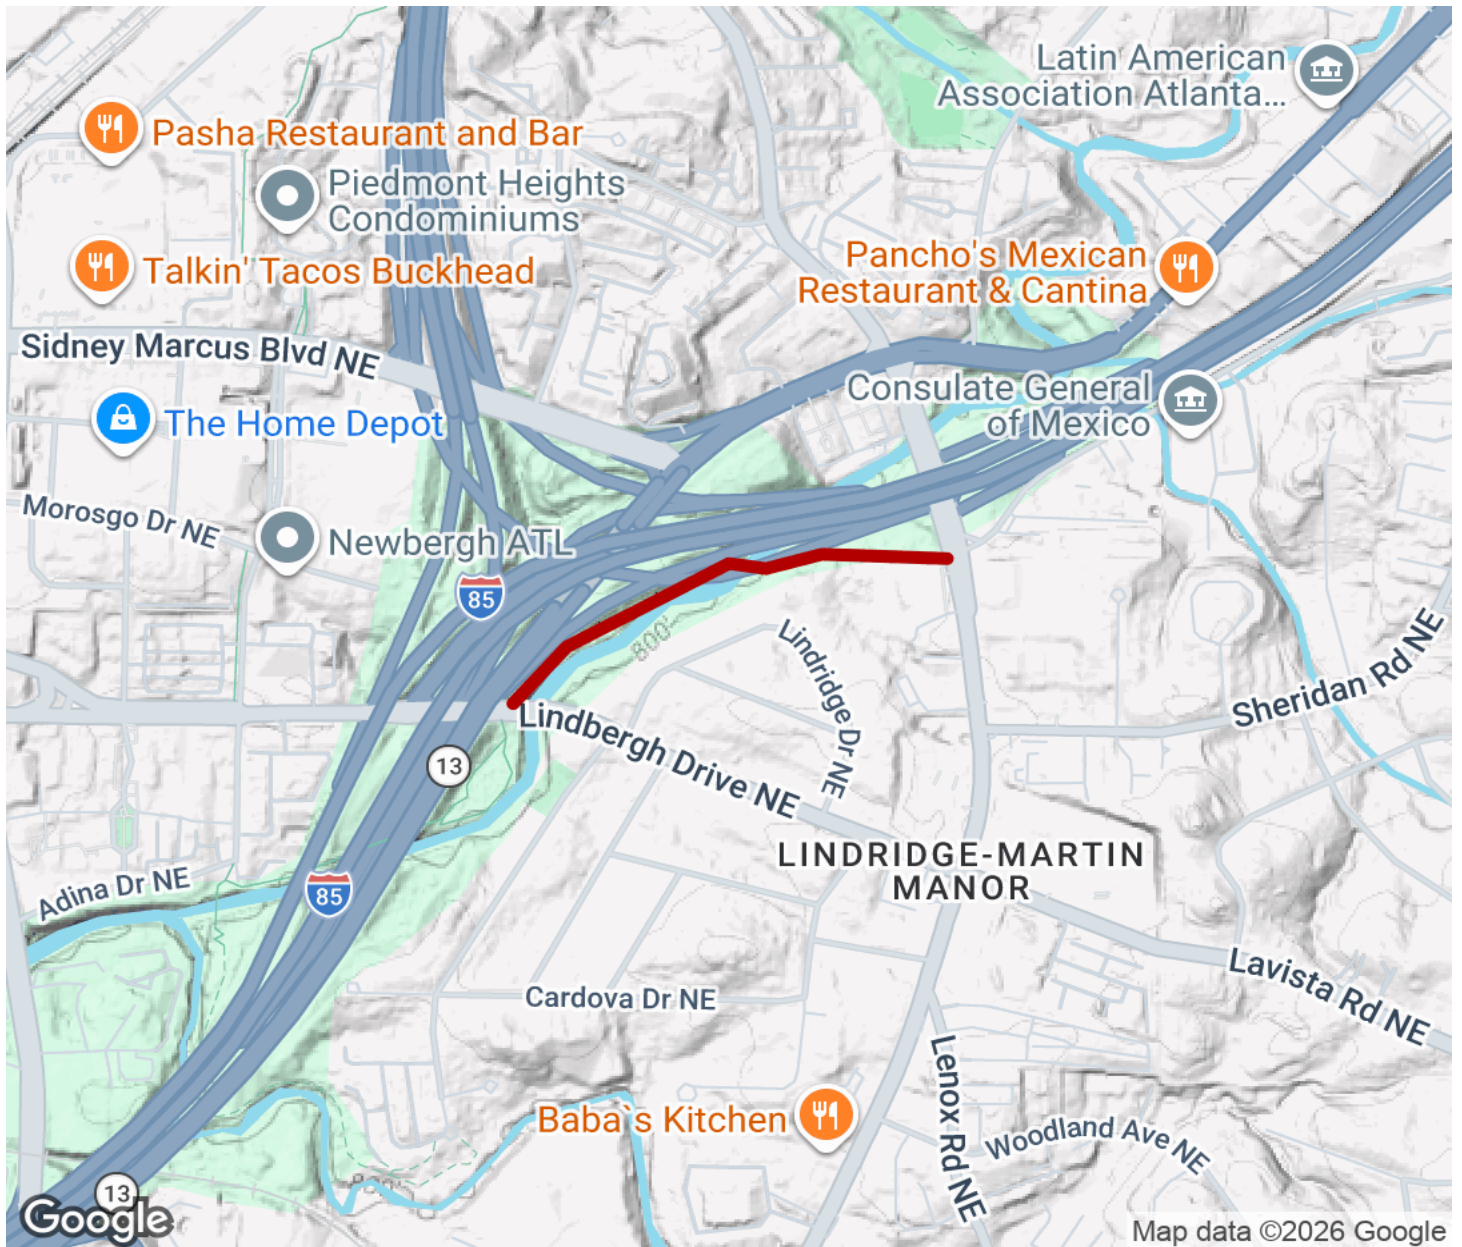 Latin American
Association Atlanta...
Pasha Restaurant and Bar
Piedmont Heights
Condominiums
Talkin' Tacos Buckhead
Pancho's Mexican
Restaurant & Cantina
Sidney Marcus Blvd NE
Consulate General
of Mexico
The Home Depot
Morosgo Dr NE
Newbergh ATL
85
800'
Lindridge Dr NE
Sheridan Rd NE
Lindbergh Drive NE
13
LINDRIDGE-MARTIN
MANOR
Adina Dr NE
85
Lavista Rd NE
Cardova Dr NE
Lenox Rd NE
Baba`s Kitchen
Woodland Ave NE
13
Google
Map data ©2026 Google